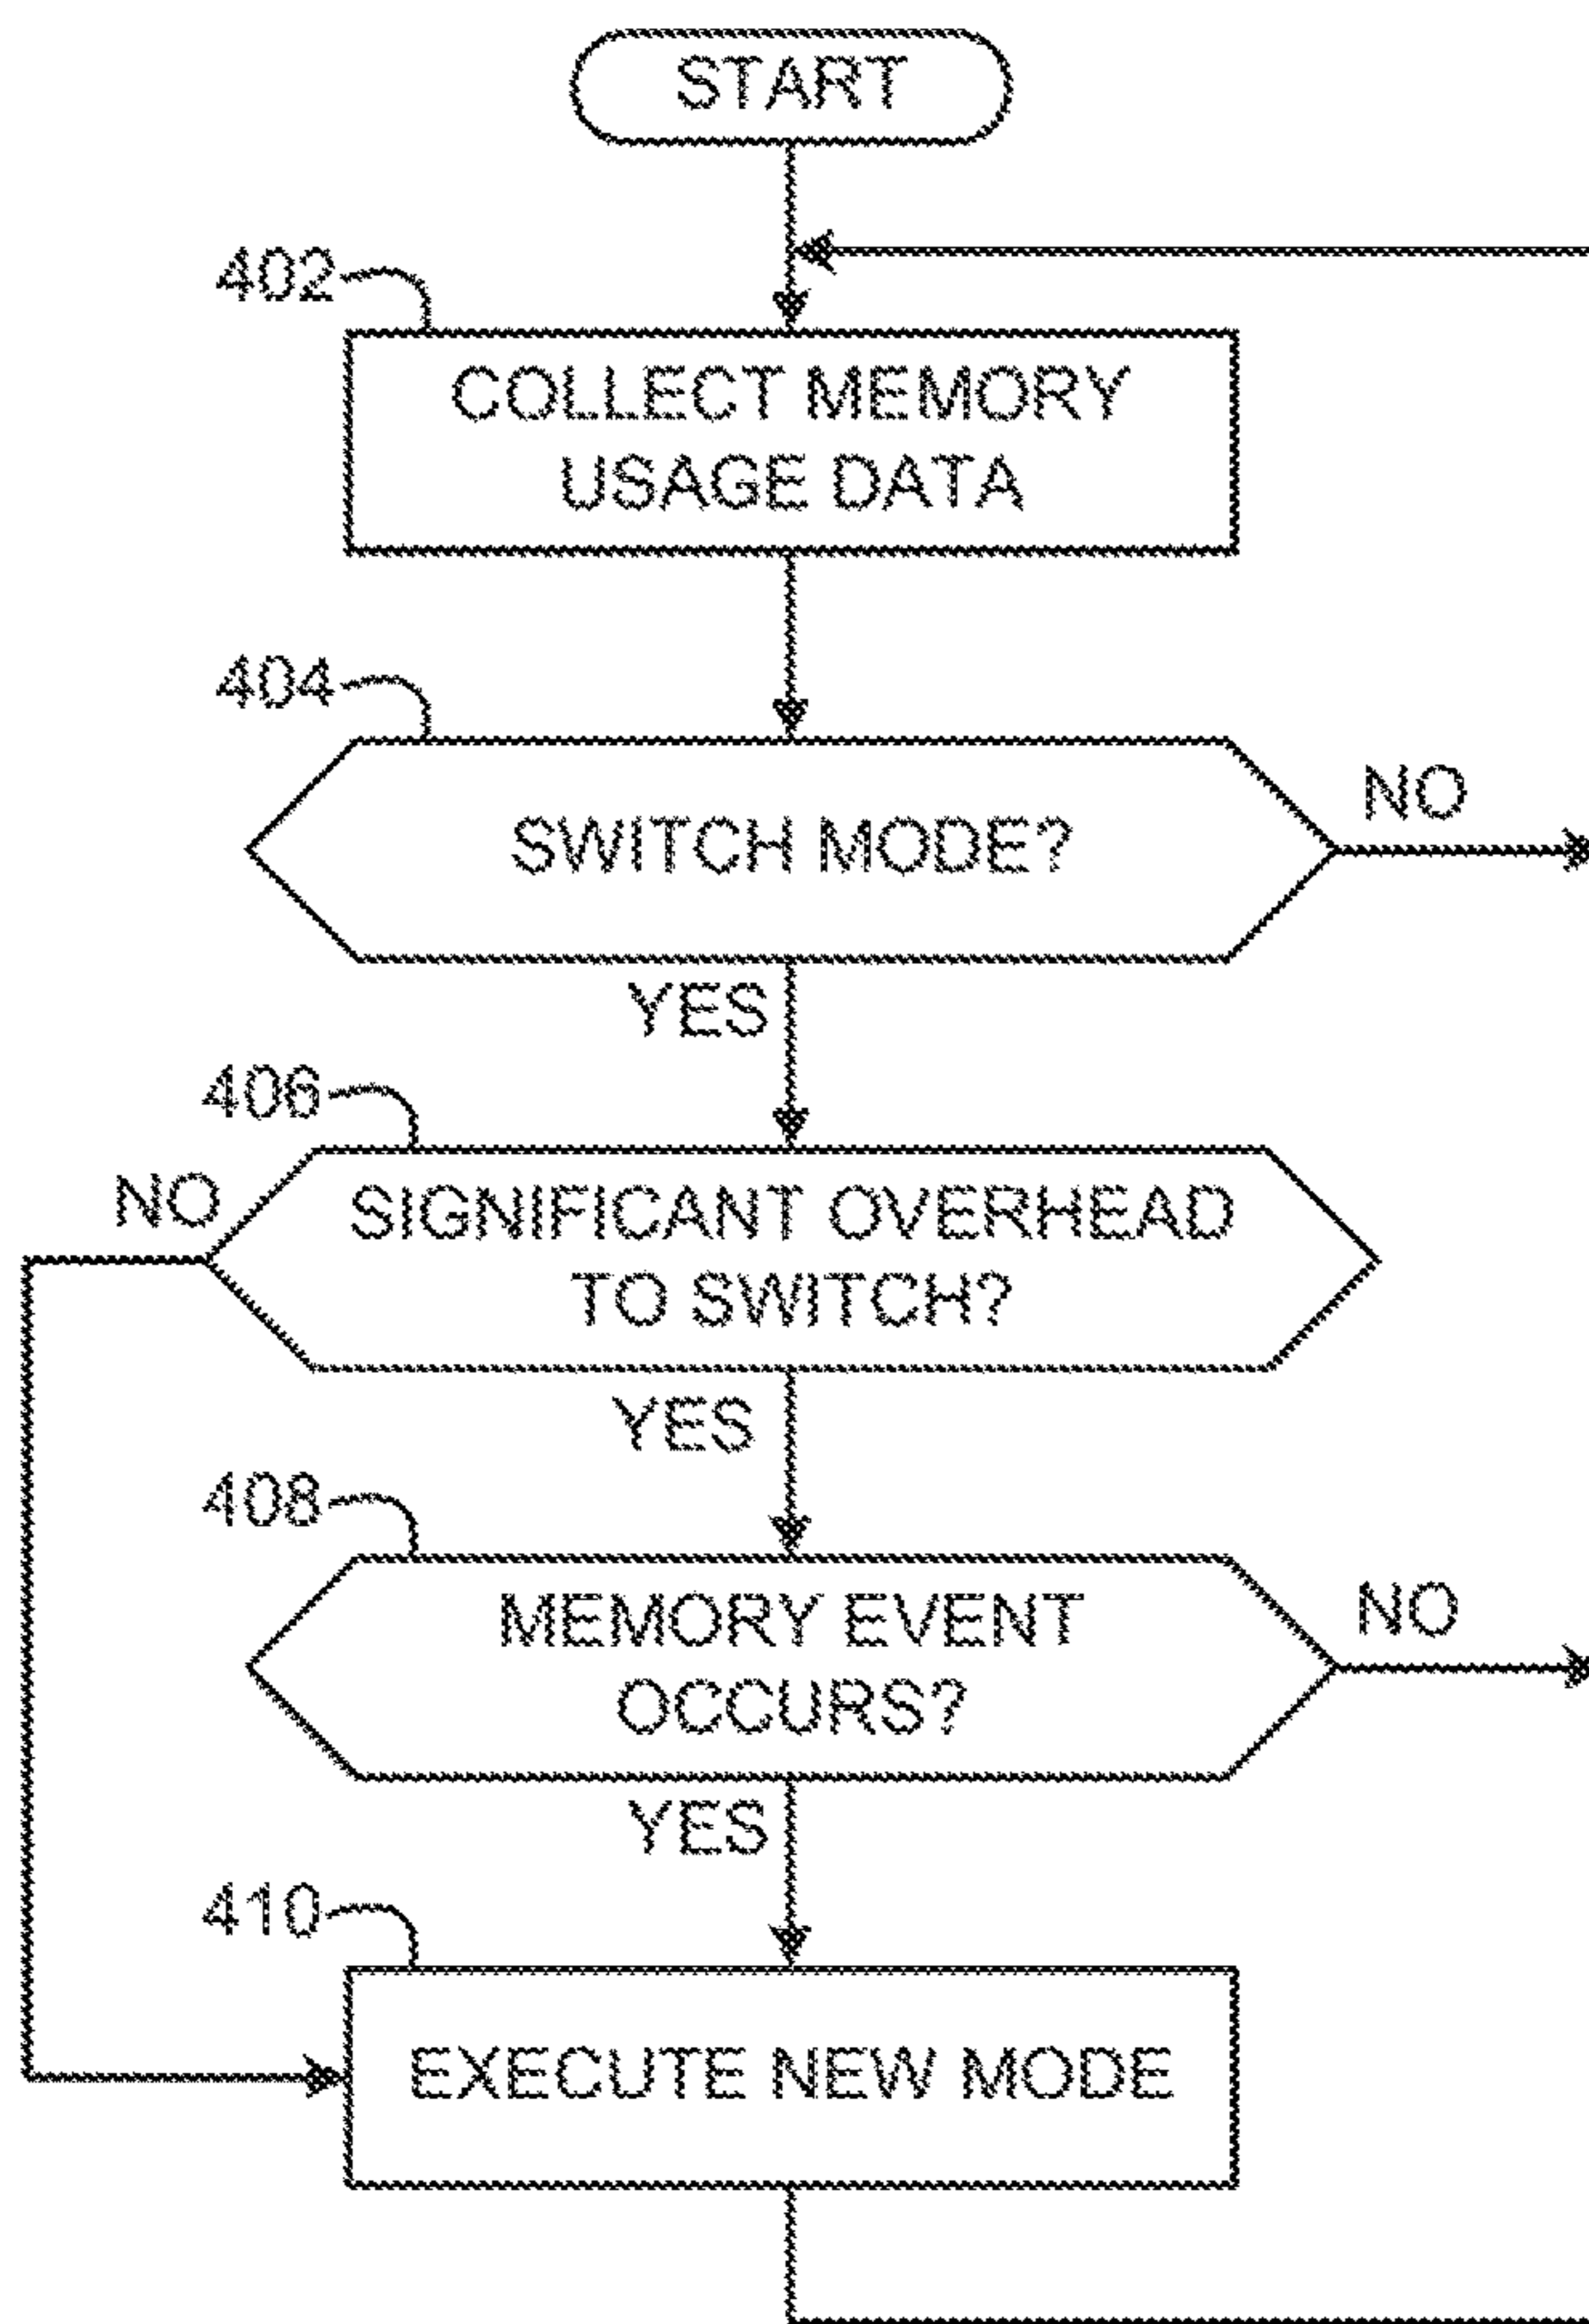 START
402
COLLECT MEMORY
USAGE DATA
404
SWITCH MODE?
NO
YES
406
NO
SIGNIFICANT OVERHEAD
TO SWITCH?
YES
408
MEMORY EVENT
OCCURS?
NO
YES
410
EXECUTE NEW MODE